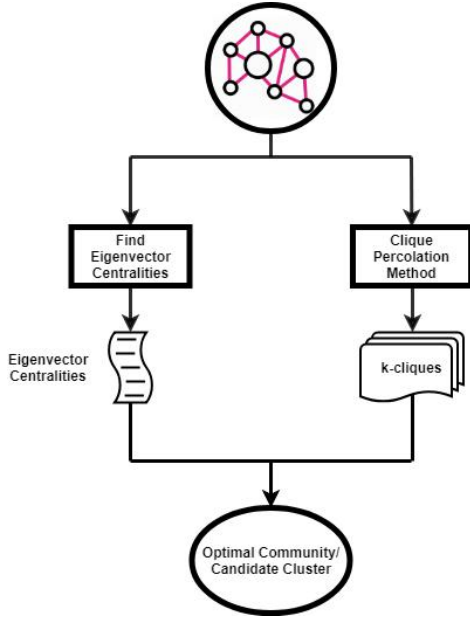 Find
Eigenvector
Centralities
Clique
Percolation
Method
Eigenvector
Centralities
k-cliques
Optimal Community/
Candidate Cluster